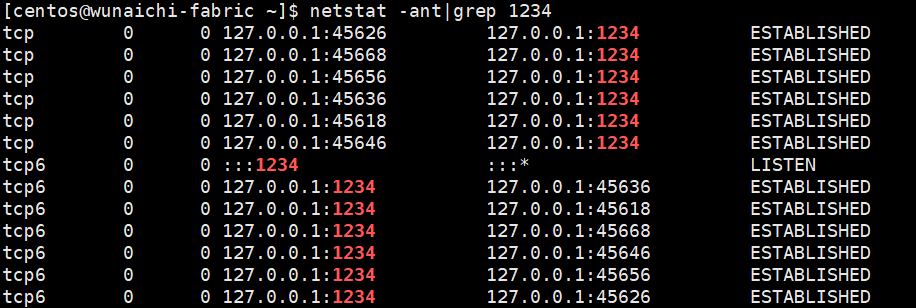 [centos@wunaichi-fabric ~]$ netstat -ant|grep 1234
tcp        0      0 127.0.0.1:45626         127.0.0.1:1234          ESTABLISHED
tcp        0      0 127.0.0.1:45668         127.0.0.1:1234          ESTABLISHED
tcp        0      0 127.0.0.1:45656         127.0.0.1:1234          ESTABLISHED
tcp        0      0 127.0.0.1:45636         127.0.0.1:1234          ESTABLISHED
tcp        0      0 127.0.0.1:45618         127.0.0.1:1234          ESTABLISHED
tcp        0      0 127.0.0.1:45646         127.0.0.1:1234          ESTABLISHED
tcp6       0      0 :::1234                 :::*                    LISTEN
tcp6       0      0 127.0.0.1:1234          127.0.0.1:45636         ESTABLISHED
tcp6       0      0 127.0.0.1:1234          127.0.0.1:45618         ESTABLISHED
tcp6       0      0 127.0.0.1:1234          127.0.0.1:45668         ESTABLISHED
tcp6       0      0 127.0.0.1:1234          127.0.0.1:45646         ESTABLISHED
tcp6       0      0 127.0.0.1:1234          127.0.0.1:45656         ESTABLISHED
tcp6       0      0 127.0.0.1:1234          127.0.0.1:45626         ESTABLISHED